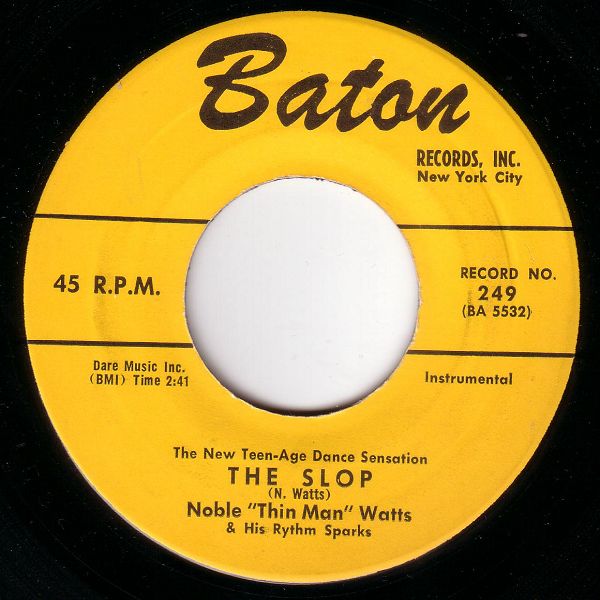 Baton
RECORDS, INC.
New York City
45 R.P.M.
RECORD NO.
249
(BA 5532)
Dare Music Inc.
(BMI) Time 2:41
Instrumental
The New Teen-Age Dance Sensation
THE SLOP
(N. Watts)
Noble "Thin Man" Watts
& His Rythm Sparks